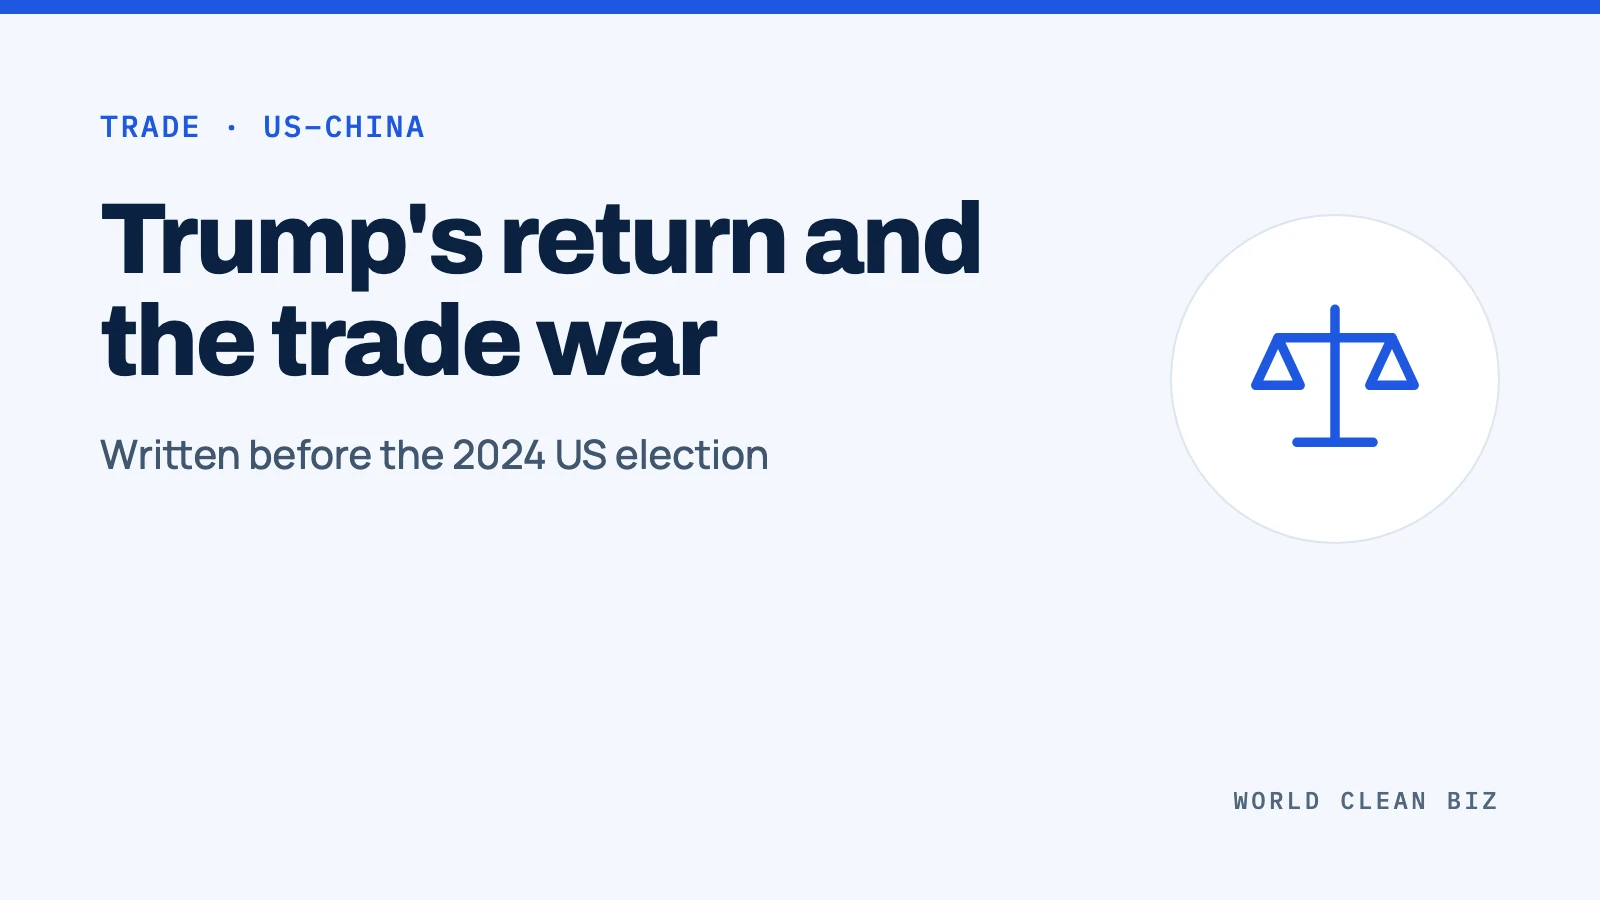 TRADE · US–CHINA
Trump's return and
the trade war
Written before the 2024 US election
WORLD CLEAN BIZ